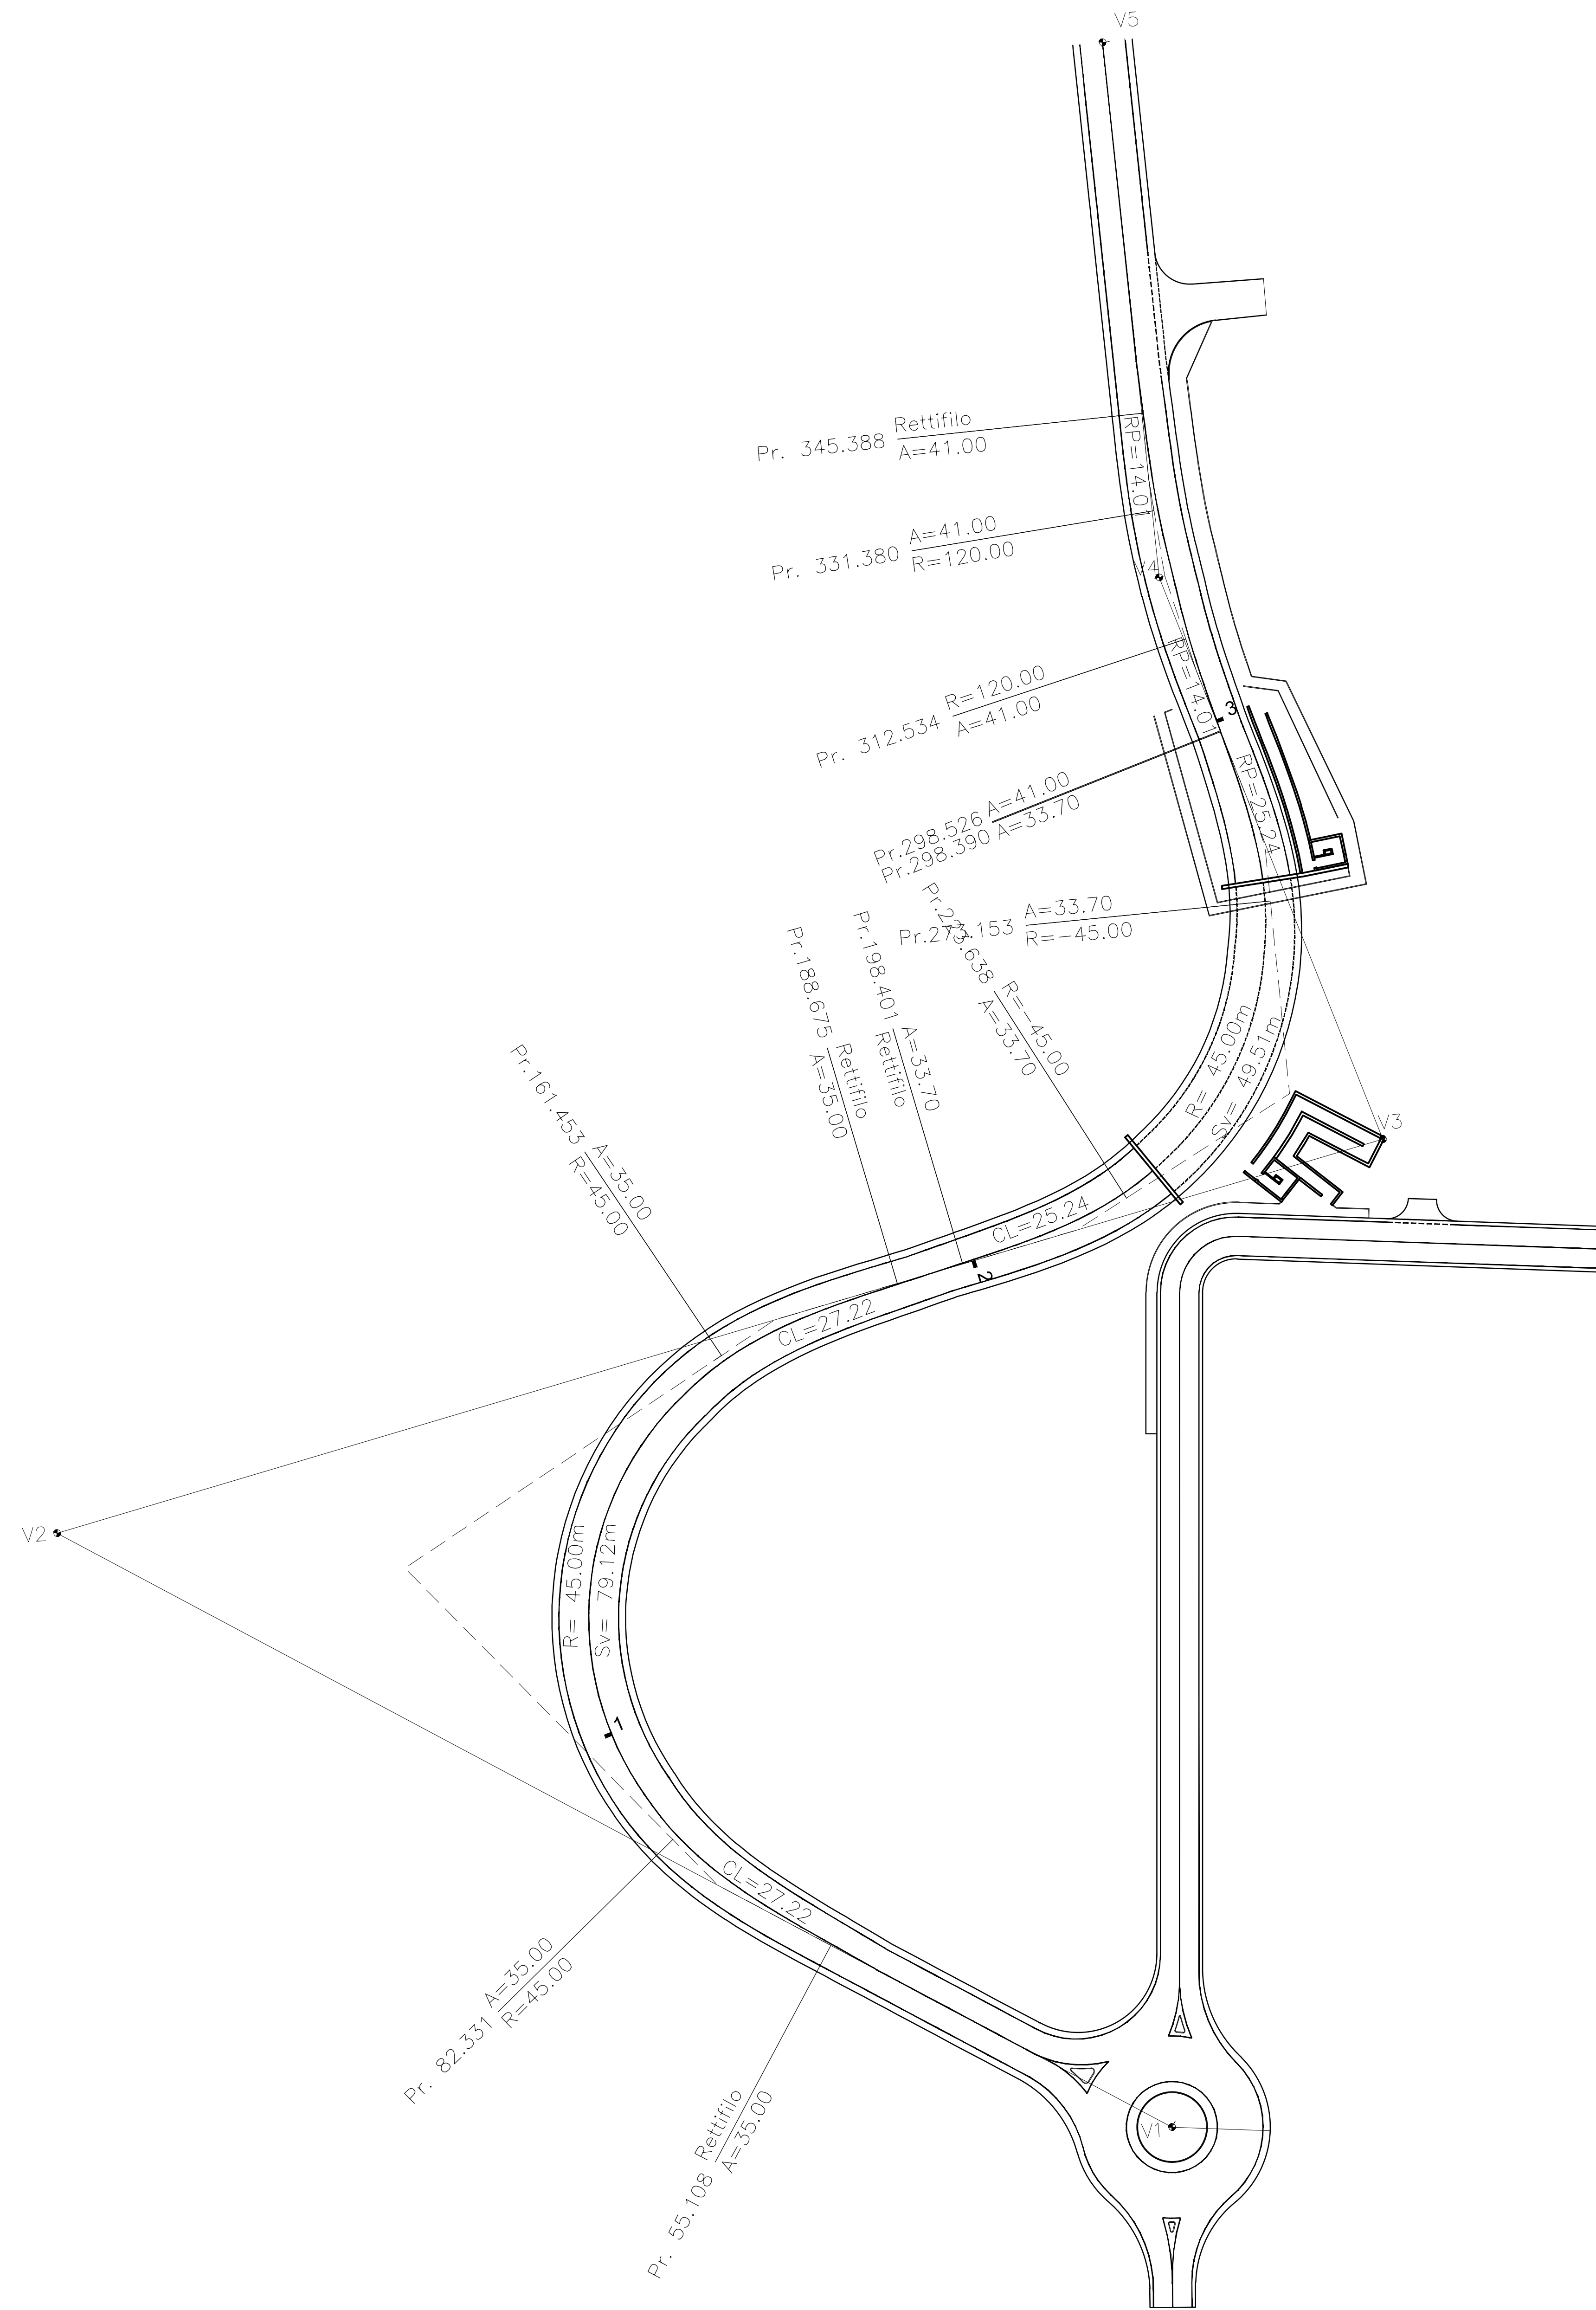 V5
Pr. 345.388 Rettifilo
A=41.00
RP=14.01
Pr. 331.380 A=41.00
R=120.00
V4
Pr. 312.534 R=120.00
A=41.00
RP=14.01
3
Pr.298.526 A=41.00
Pr.298.390 A=33.70
RP=25.24
Pr.273.153 A=33.70
R=-45.00
Pr.223.638 R=-45.00
A=33.70
Pr.198.401 A=33.70
Rettifilo
Pr.188.675 Rettifilo
A=35.00
Pr.161.453 A=35.00
R=45.00
R= 45.00m
Sv= 49.51m
V3
CL=25.24
2
CL=27.22
V2
R= 45.00m
Sv= 79.12m
1
CL=27.22
Pr. 82.331 A=35.00
R=45.00
Pr. 55.108 Rettifilo
A=35.00
V1